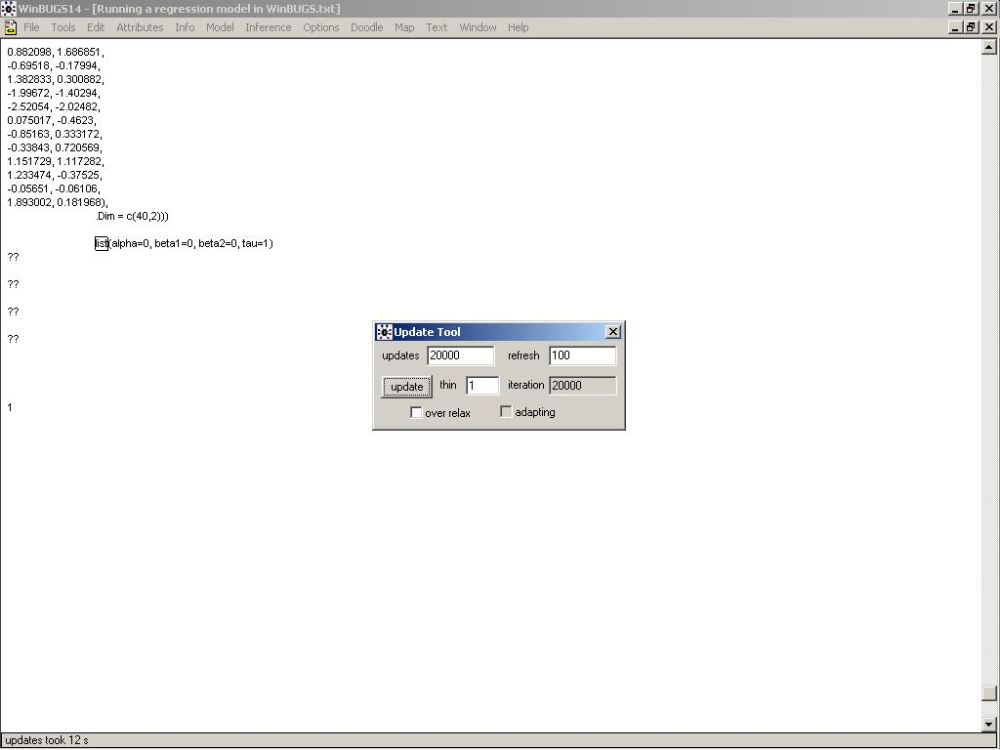 WinBUGS14 - [Running a regression model in WinBUGS.txt]
File Tools Edit Attributes Info Model Inference Options Doodle Map Text Window Help
0.882098, 1.686851,
-0.69518, -0.17994,
1.382833, 0.300882,
-1.99672, -1.40294,
-2.52054, -2.02482,
0.075017, -0.4623,
-0.85163, 0.333172,
-0.33843, 0.720569,
1.151729, 1.117282,
1.233474, -0.37525,
-0.05651, -0.06106,
1.893002, 0.181968),
.Dim = c(40,2)))
list(alpha=0, beta1=0, beta2=0, tau=1)
??
??
??
??
1
Update Tool
updates 20000 refresh 100
update thin 1 iteration 20000
over relax adapting
updates took 12 s